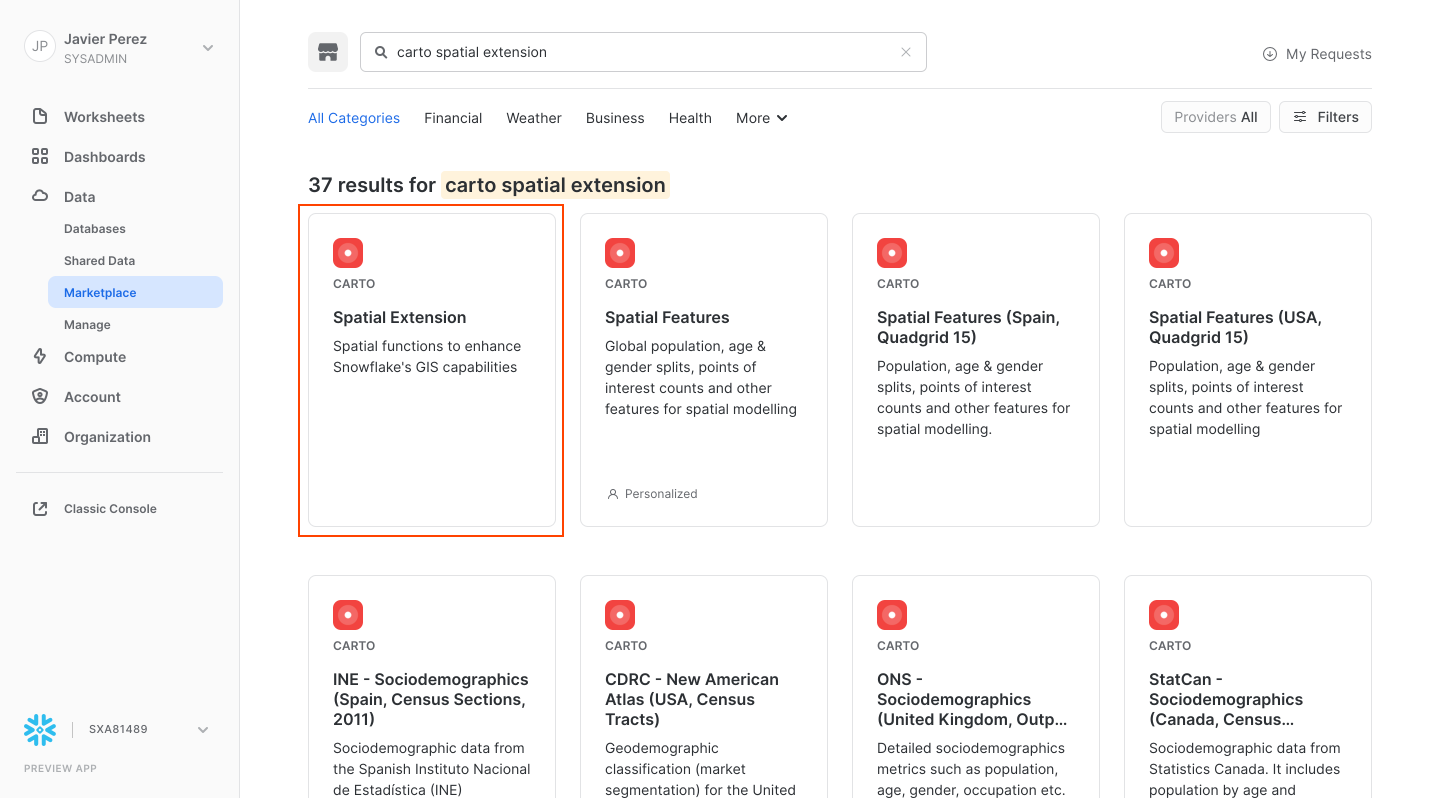 JP
Javier Perez
SYSADMIN
Worksheets
Dashboards
Data
Databases
Shared Data
Marketplace
Manage
Compute
Account
Organization
Classic Console
SXA81489
PREVIEW APP
carto spatial extension
My Requests
All Categories Financial Weather Business Health More
Providers All Filters
37 results for carto spatial extension
CARTO
Spatial Extension
Spatial functions to enhance
Snowflake's GIS capabilities
CARTO
Spatial Features
Global population, age &
gender splits, points of
interest counts and other
features for spatial modelling
Personalized
CARTO
Spatial Features (Spain,
Quadgrid 15)
Population, age & gender
splits, points of interest
counts and other features for
spatial modelling.
CARTO
Spatial Features (USA,
Quadgrid 15)
Population, age & gender
splits, points of interest
counts and other features for
spatial modelling
CARTO
INE - Sociodemographics
(Spain, Census Sections,
2011)
Sociodemographic data from
the Spanish Instituto Nacional
de Estadística (INE)
CARTO
CDRC - New American
Atlas (USA, Census
Tracts)
Geodemographic
classification (market
segmentation) for the United
CARTO
ONS -
Sociodemographics
(United Kingdom, Outp...
Detailed sociodemographics
metrics such as population,
age, gender, occupation etc.
CARTO
StatCan -
Sociodemographics
(Canada, Census...
Sociodemographic data from
Statistics Canada. It includes
population by age and